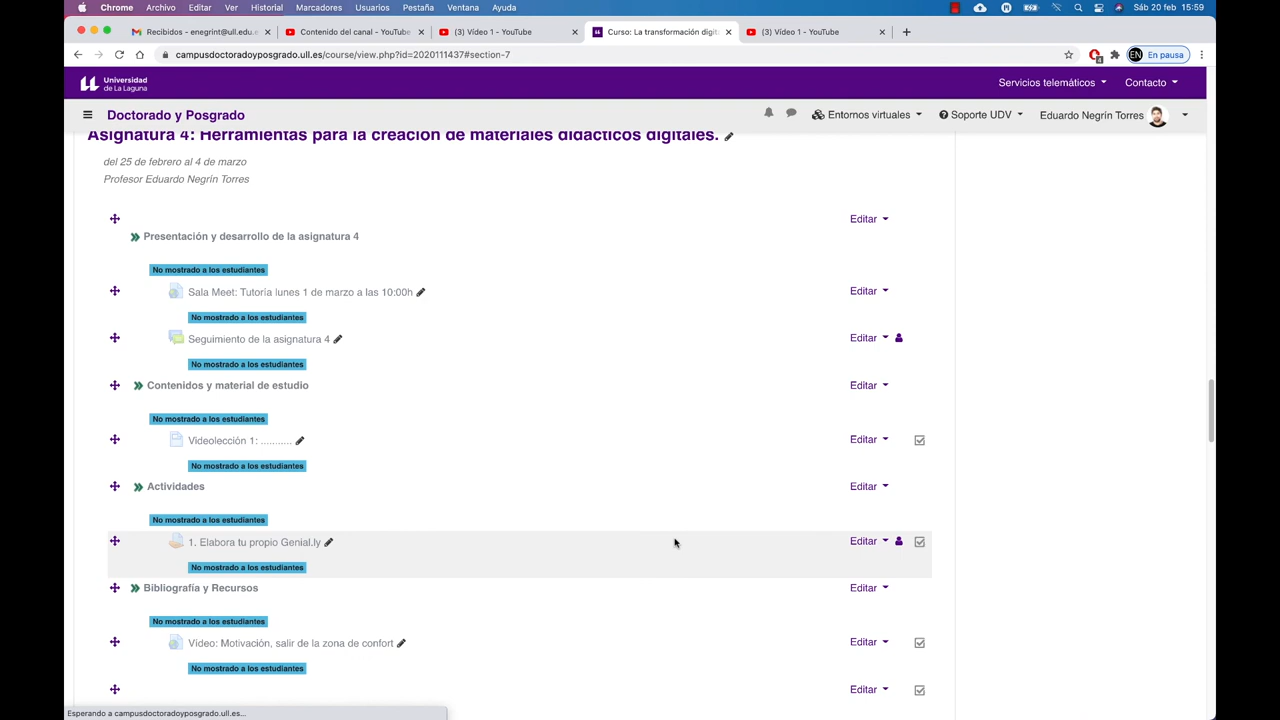 Chrome Archivo Editar Ver Historial Marcadores Usuarios Pestaña Ventana Ayuda Sáb 20 feb 15:59
Recibidos - enegrint@ull.edu.e Contenido del canal - YouTube (3) Vídeo 1 - YouTube Curso: La transformación digit (3) Vídeo 1 - YouTube
campusdoctoradoyposgrado.ull.es/course/view.php?id=2020111437#section-7 EN En pausa
Universidad de La Laguna Servicios telemáticos Contacto
Doctorado y Posgrado Entornos virtuales Soporte UDV Eduardo Negrín Torres
Asignatura 4: Herramientas para la creación de materiales didácticos digitales.
del 25 de febrero al 4 de marzo
Profesor Eduardo Negrín Torres
Editar
Presentación y desarrollo de la asignatura 4
No mostrado a los estudiantes
Sala Meet: Tutoría lunes 1 de marzo a las 10:00h Editar
No mostrado a los estudiantes
Seguimiento de la asignatura 4 Editar
No mostrado a los estudiantes
Contenidos y material de estudio Editar
No mostrado a los estudiantes
Videolección 1: .......... Editar
No mostrado a los estudiantes
Actividades Editar
No mostrado a los estudiantes
1. Elabora tu propio Genial.ly Editar
No mostrado a los estudiantes
Bibliografía y Recursos Editar
No mostrado a los estudiantes
Vídeo: Motivación, salir de la zona de confort Editar
No mostrado a los estudiantes
Editar
Esperando a campusdoctoradoyposgrado.ull.es...